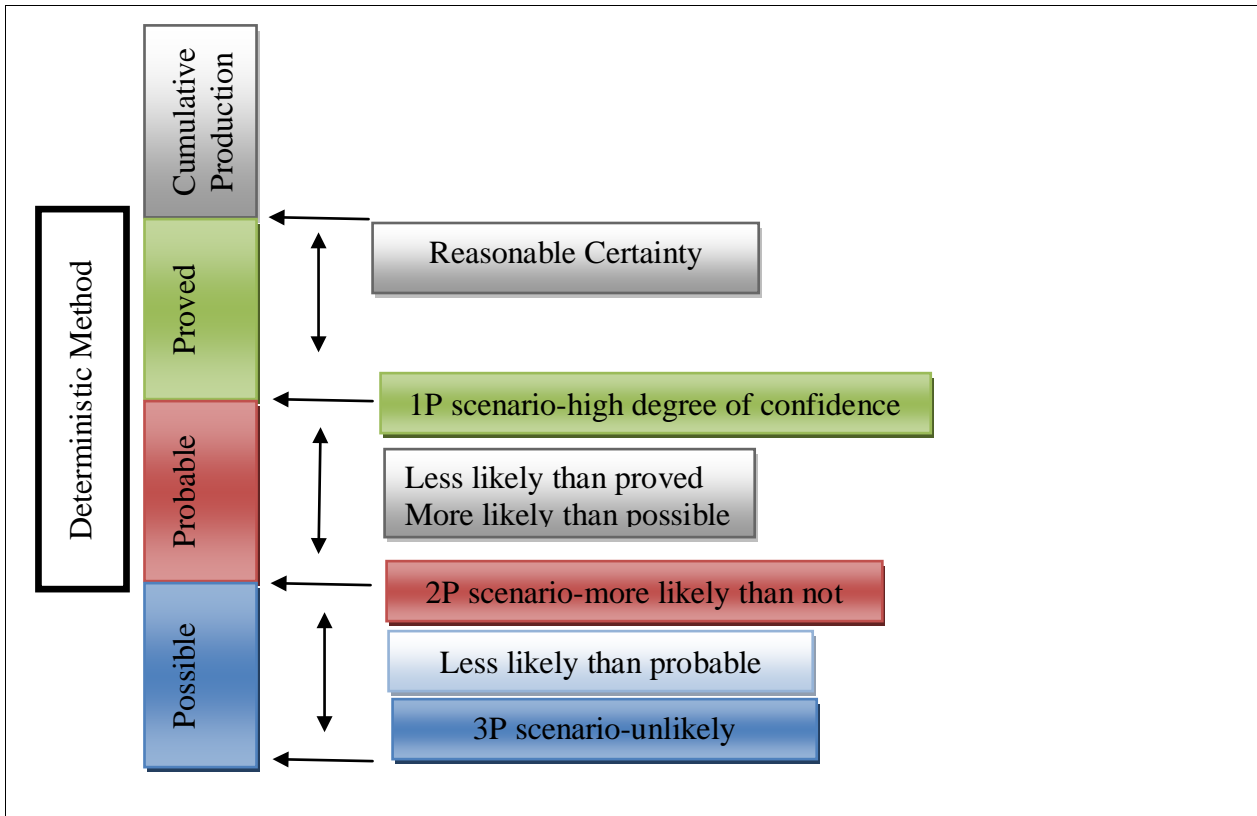 Cumulative
Production
Reasonable Certainty
Deterministic Method
Proved
1P scenario-high degree of confidence
Probable
Less likely than proved
More likely than possible
2P scenario-more likely than not
Possible
Less likely than probable
3P scenario-unlikely